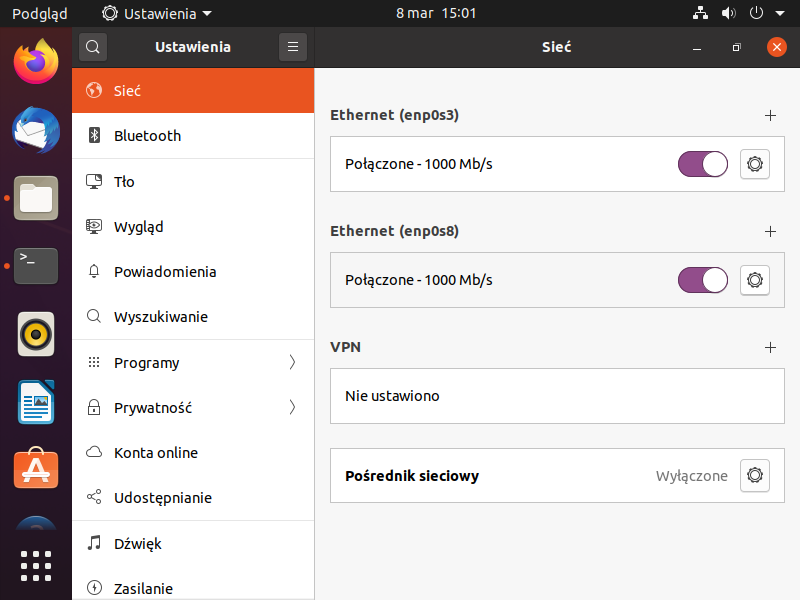 Podgląd
Ustawienia
8 mar 15:01
Ustawienia
Sieć
Sieć
Bluetooth
Tło
Wygląd
Powiadomienia
Wyszukiwanie
Programy
Prywatność
Konta online
Udostępnianie
Dźwięk
Zasilanie
Ethernet (enp0s3)
Połączone - 1000 Mb/s
Ethernet (enp0s8)
Połączone - 1000 Mb/s
VPN
Nie ustawiono
Pośrednik sieciowy
Wyłączone